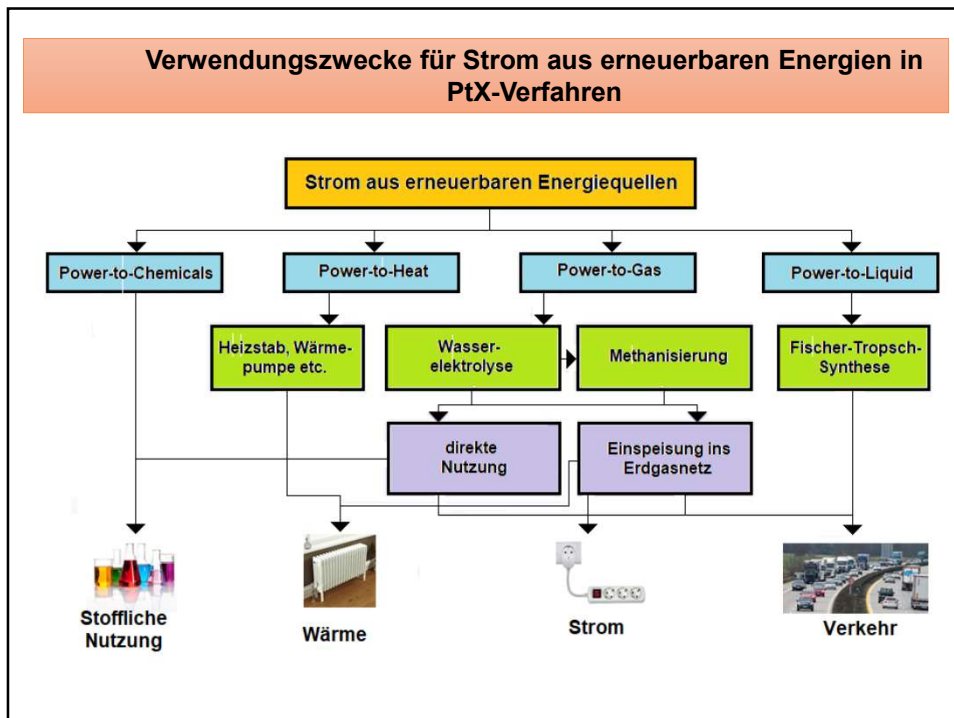 Verwendungszwecke für Strom aus erneuerbaren Energien in
PtX-Verfahren
Strom aus erneuerbaren Energiequellen
Power-to-Chemicals
Power-to-Heat
Power-to-Gas
Power-to-Liquid
Heizstab, Wärme-
pumpe etc.
Wasser-
elektrolyse
Methanisierung
Fischer-Tropsch-
Synthese
direkte
Nutzung
Einspeisung ins
Erdgasnetz
Stoffliche
Nutzung
Wärme
Strom
Verkehr